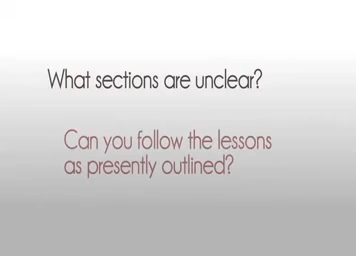 What sections are unclear?
Can you follow the lessons
as presently outlined?